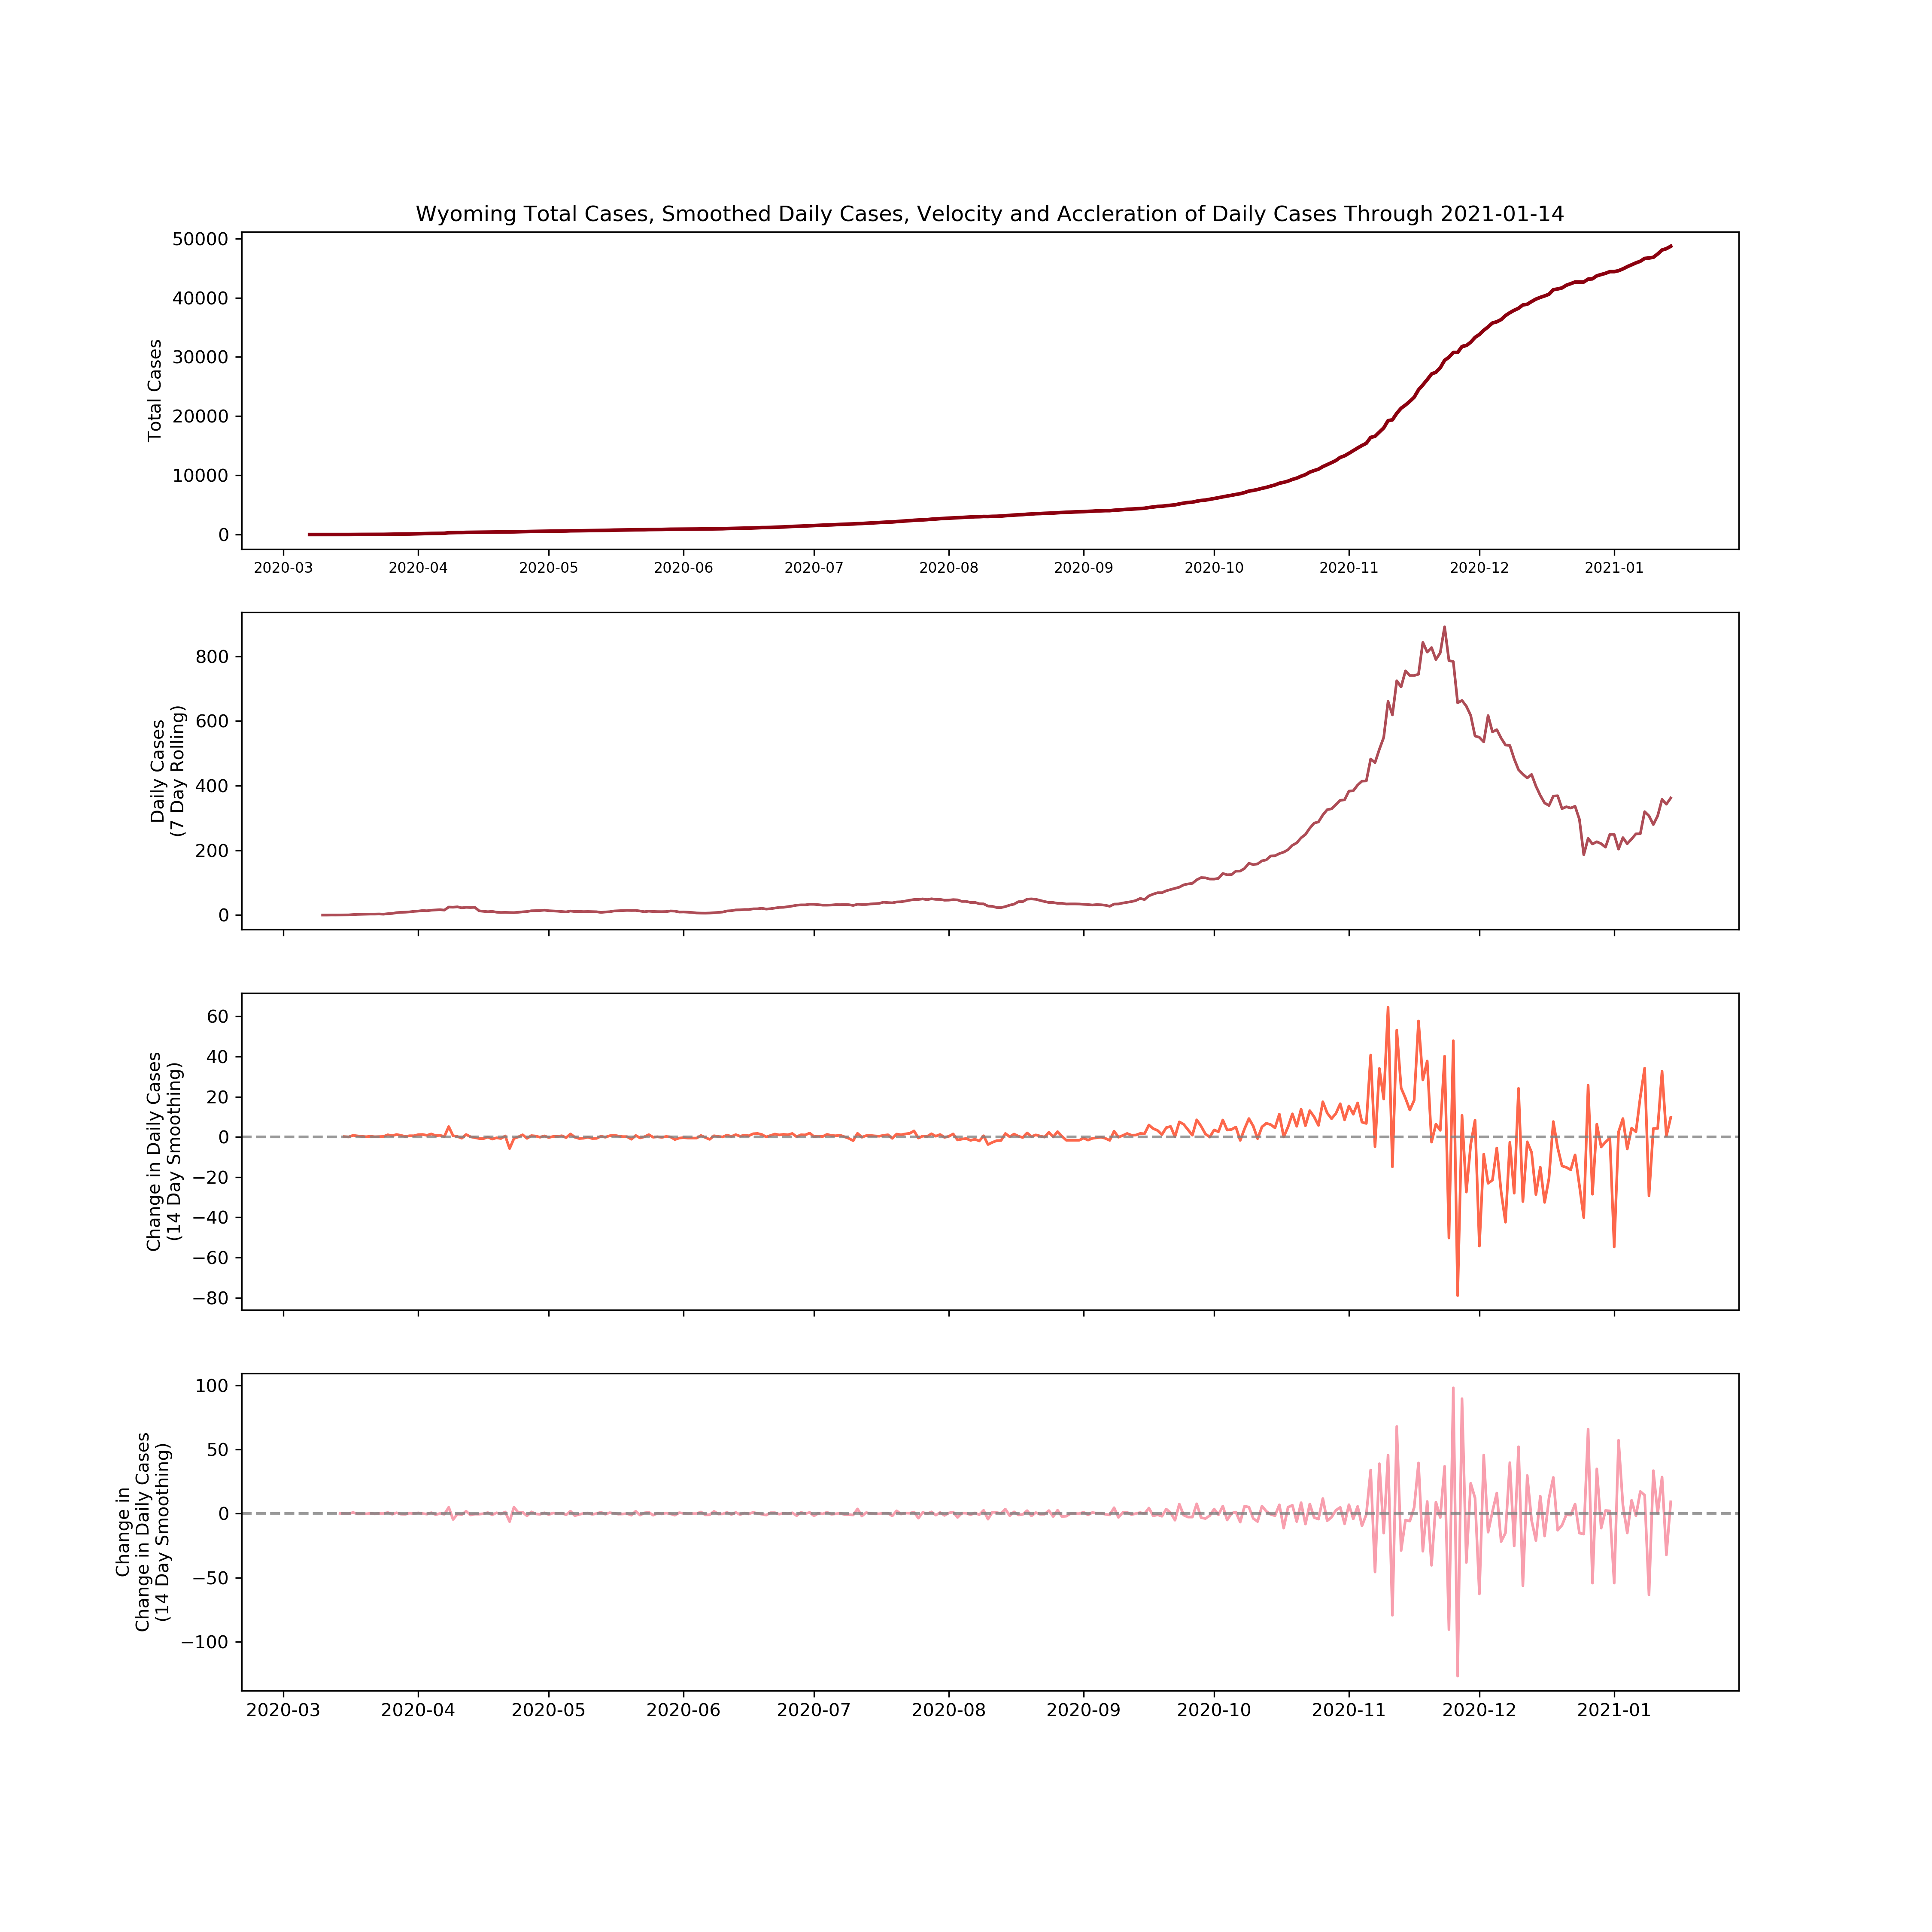 Wyoming Total Cases, Smoothed Daily Cases, Velocity and Accleration of Daily Cases Through 2021-01-14
Total Cases
50000
40000
30000
20000
10000
0
2020-03 2020-04 2020-05 2020-06 2020-07 2020-08 2020-09 2020-10 2020-11 2020-12 2021-01
Daily Cases
(7 Day Rolling)
800
600
400
200
0
Change in Daily Cases
(14 Day Smoothing)
60
40
20
0
−20
−40
−60
−80
Change in
Change in Daily Cases
(14 Day Smoothing)
100
50
0
−50
−100
2020-03 2020-04 2020-05 2020-06 2020-07 2020-08 2020-09 2020-10 2020-11 2020-12 2021-01